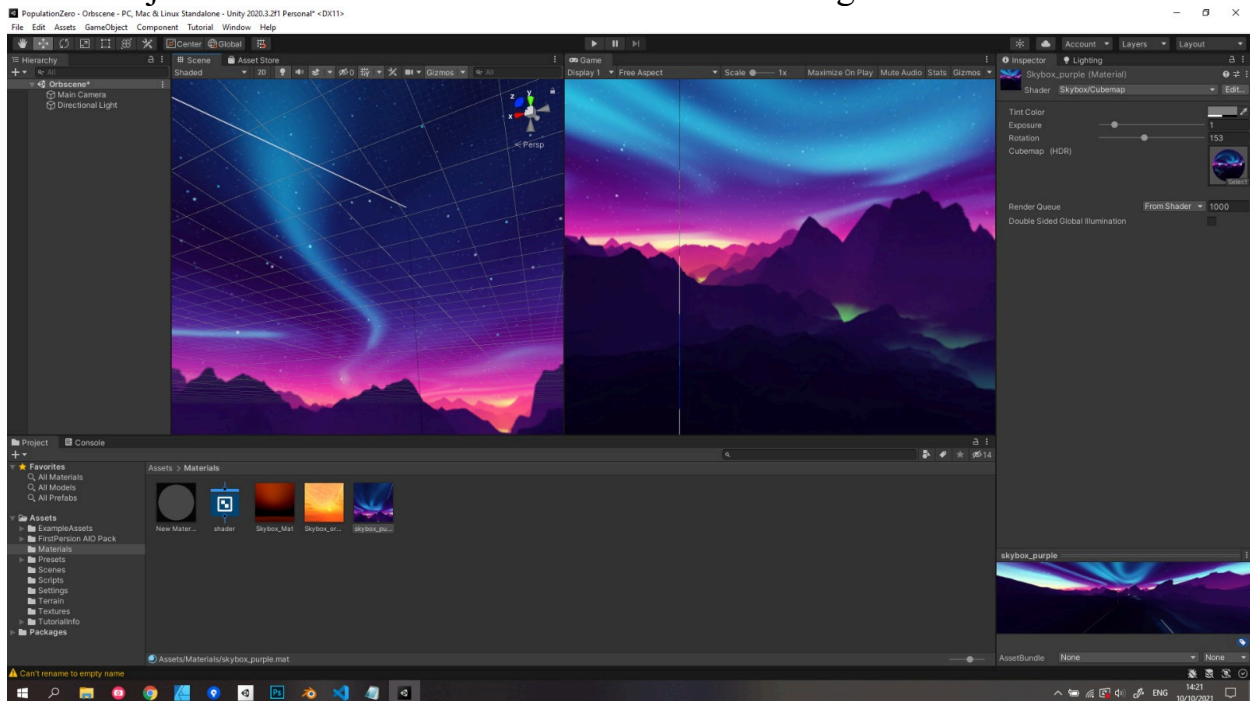 PopulationZero - Orbscene - PC, Mac & Linux Standalone - Unity 2020.3.2f1 Personal* <DX11>
File Edit Assets GameObject Component Tutorial Window Help
Center Global
Account Layers Layout
Hierarchy
All
Orbscene*
Main Camera
Directional Light
Scene Asset Store
Shaded 2D 0 Gizmos All
z y x
Persp
Game
Display 1 Free Aspect Scale 1x Maximize On Play Mute Audio Stats Gizmos
Inspector Lighting
Skybox_purple (Material)
Shader Skybox/Cubemap Edit...
Tint Color
Exposure 1
Rotation 153
Cubemap (HDR)
Select
Render Queue From Shader 1000
Double Sided Global Illumination
Project Console
14
Favorites
All Materials
All Models
All Prefabs
Assets
ExampleAssets
FirstPersion AIO Pack
Materials
Presets
Scenes
Scripts
Settings
Terrain
Textures
TutorialInfo
Packages
Assets > Materials
New Mater... shader Skybox_Mat Skybox_or... skybox_pu...
Assets/Materials/skybox_purple.mat
skybox_purple
AssetBundle None None
Can't rename to empty name
Ps
ENG
14:21
10/10/2021